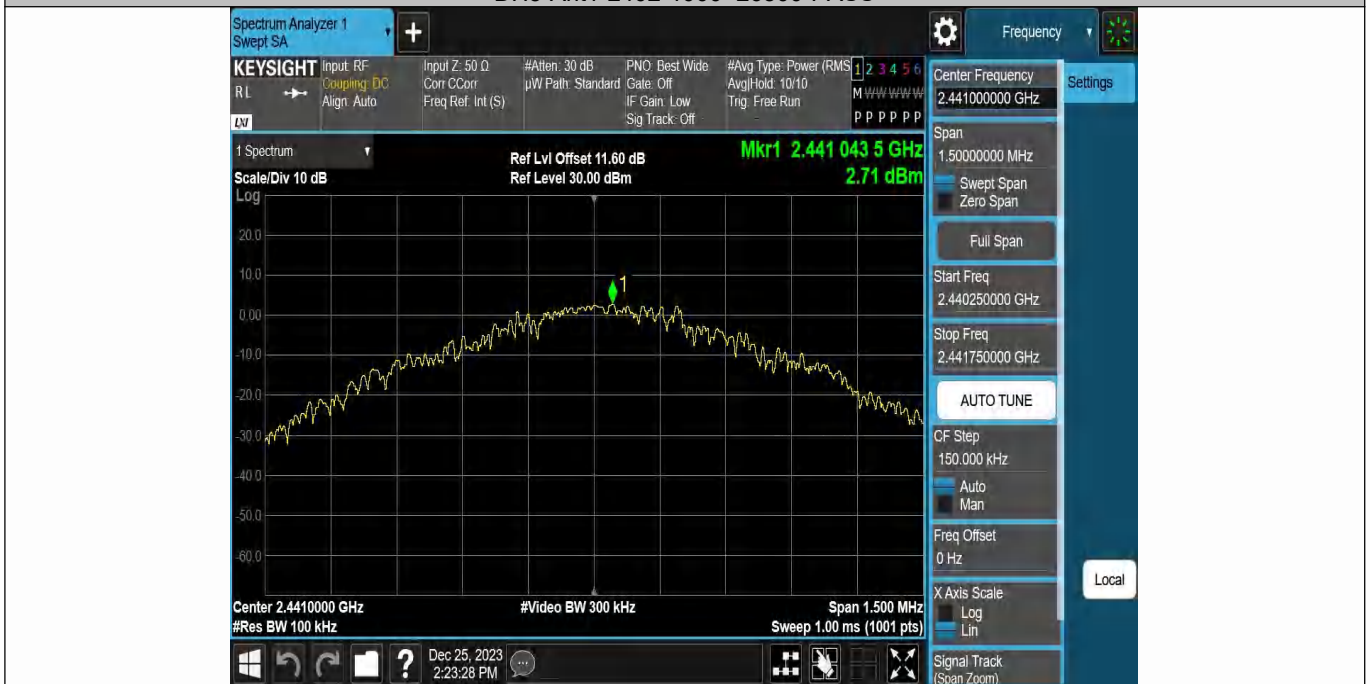 Spectrum Analyzer 1
Swept SA
+
Frequency
KEYSIGHT
RL
LXI
Input: RF
Coupling: DC
Align: Auto
Input Z: 50 Ω
Corr CCorr
Freq Ref: Int (S)
#Atten: 30 dB
µW Path: Standard
PNO: Best Wide
Gate: Off
IF Gain: Low
Sig Track: Off
#Avg Type: Power (RMS
Avg|Hold: 10/10
Trig: Free Run
1 2 3 4 5 6
M W W W W W
P P P P P P
Center Frequency
2.441000000 GHz
Settings
1 Spectrum
Scale/Div 10 dB
Log
Ref Lvl Offset 11.60 dB
Ref Level 30.00 dBm
Mkr1 2.441 043 5 GHz
2.71 dBm
Span
1.50000000 MHz
Swept Span
Zero Span
Full Span
Start Freq
2.440250000 GHz
Stop Freq
2.441750000 GHz
AUTO TUNE
CF Step
150.000 kHz
Auto
Man
Freq Offset
0 Hz
X Axis Scale
Log
Lin
Signal Track
(Span Zoom)
Local
20.0
10.0
0.00
-10.0
-20.0
-30.0
-40.0
-50.0
-60.0
1
Center 2.4410000 GHz
#Res BW 100 kHz
#Video BW 300 kHz
Span 1.500 MHz
Sweep 1.00 ms (1001 pts)
?
Dec 25, 2023
2:23:28 PM